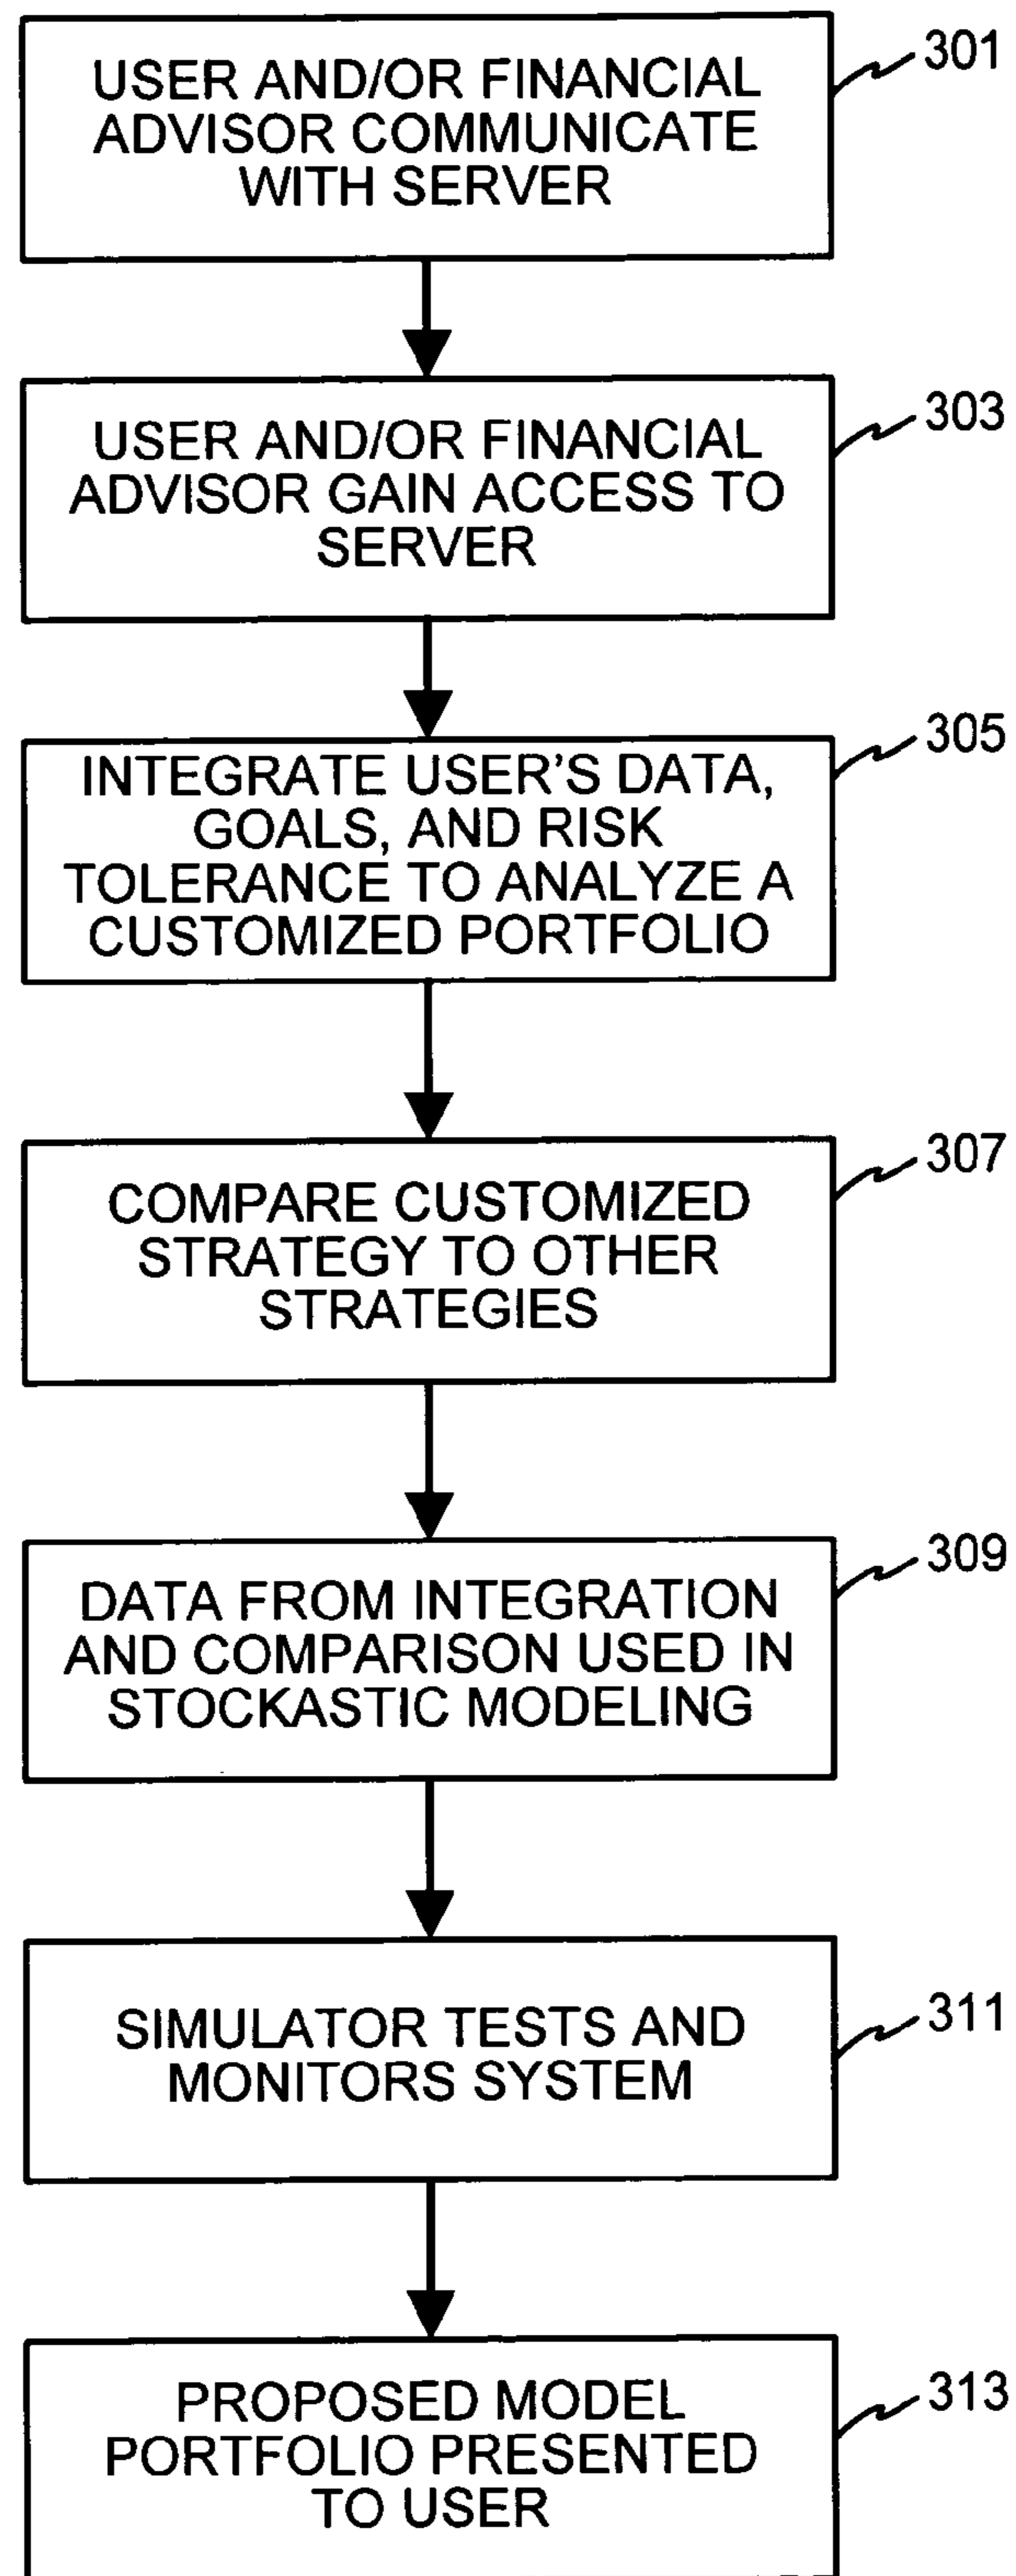 USER AND/OR FINANCIAL
ADVISOR COMMUNICATE
WITH SERVER
301
USER AND/OR FINANCIAL
ADVISOR GAIN ACCESS TO
SERVER
303
INTEGRATE USER'S DATA,
GOALS, AND RISK
TOLERANCE TO ANALYZE A
CUSTOMIZED PORTFOLIO
305
COMPARE CUSTOMIZED
STRATEGY TO OTHER
STRATEGIES
307
DATA FROM INTEGRATION
AND COMPARISON USED IN
STOCKASTIC MODELING
309
SIMULATOR TESTS AND
MONITORS SYSTEM
311
PROPOSED MODEL
PORTFOLIO PRESENTED
TO USER
313